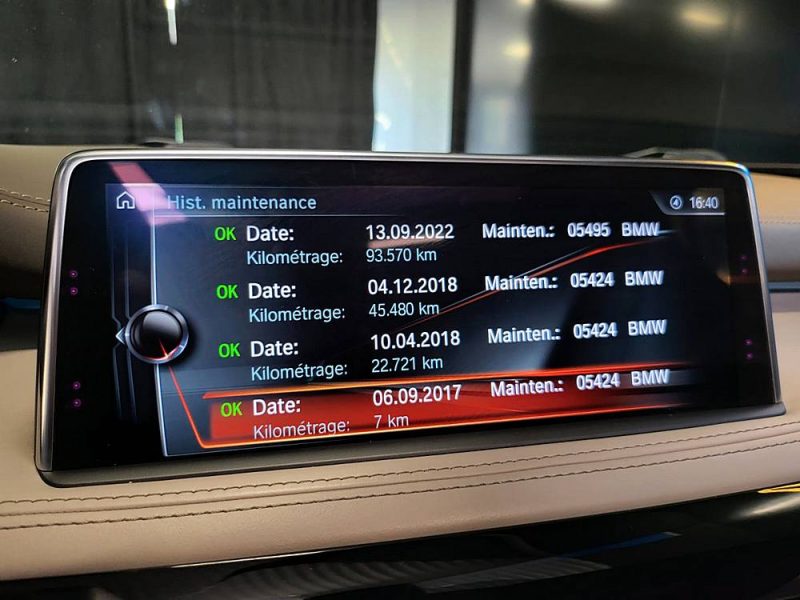 Hist. maintenance 16:40
OK Date: 13.09.2022 Mainten.: 05495 BMW
Kilométrage: 93.570 km
OK Date: 04.12.2018 Mainten.: 05424 BMW
Kilométrage: 45.480 km
OK Date: 10.04.2018 Mainten.: 05424 BMW
Kilométrage: 22.721 km
OK Date: 06.09.2017 Mainten.: 05424 BMW
Kilométrage: 7 km